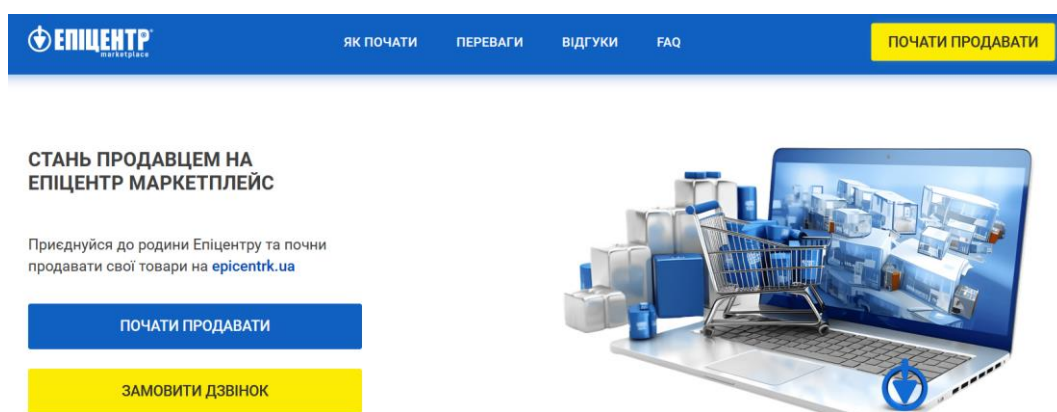 ЕПІЦЕНТР
marketplace
ЯК ПОЧАТИ
ПЕРЕВАГИ
ВІДГУКИ
FAQ
ПОЧАТИ ПРОДАВАТИ
СТАНЬ ПРОДАВЦЕМ НА
ЕПІЦЕНТР МАРКЕТПЛЕЙС
Приєднуйся до родини Епіцентру та почни
продавати свої товари на epicentrk.ua
ПОЧАТИ ПРОДАВАТИ
ЗАМОВИТИ ДЗВІНОК